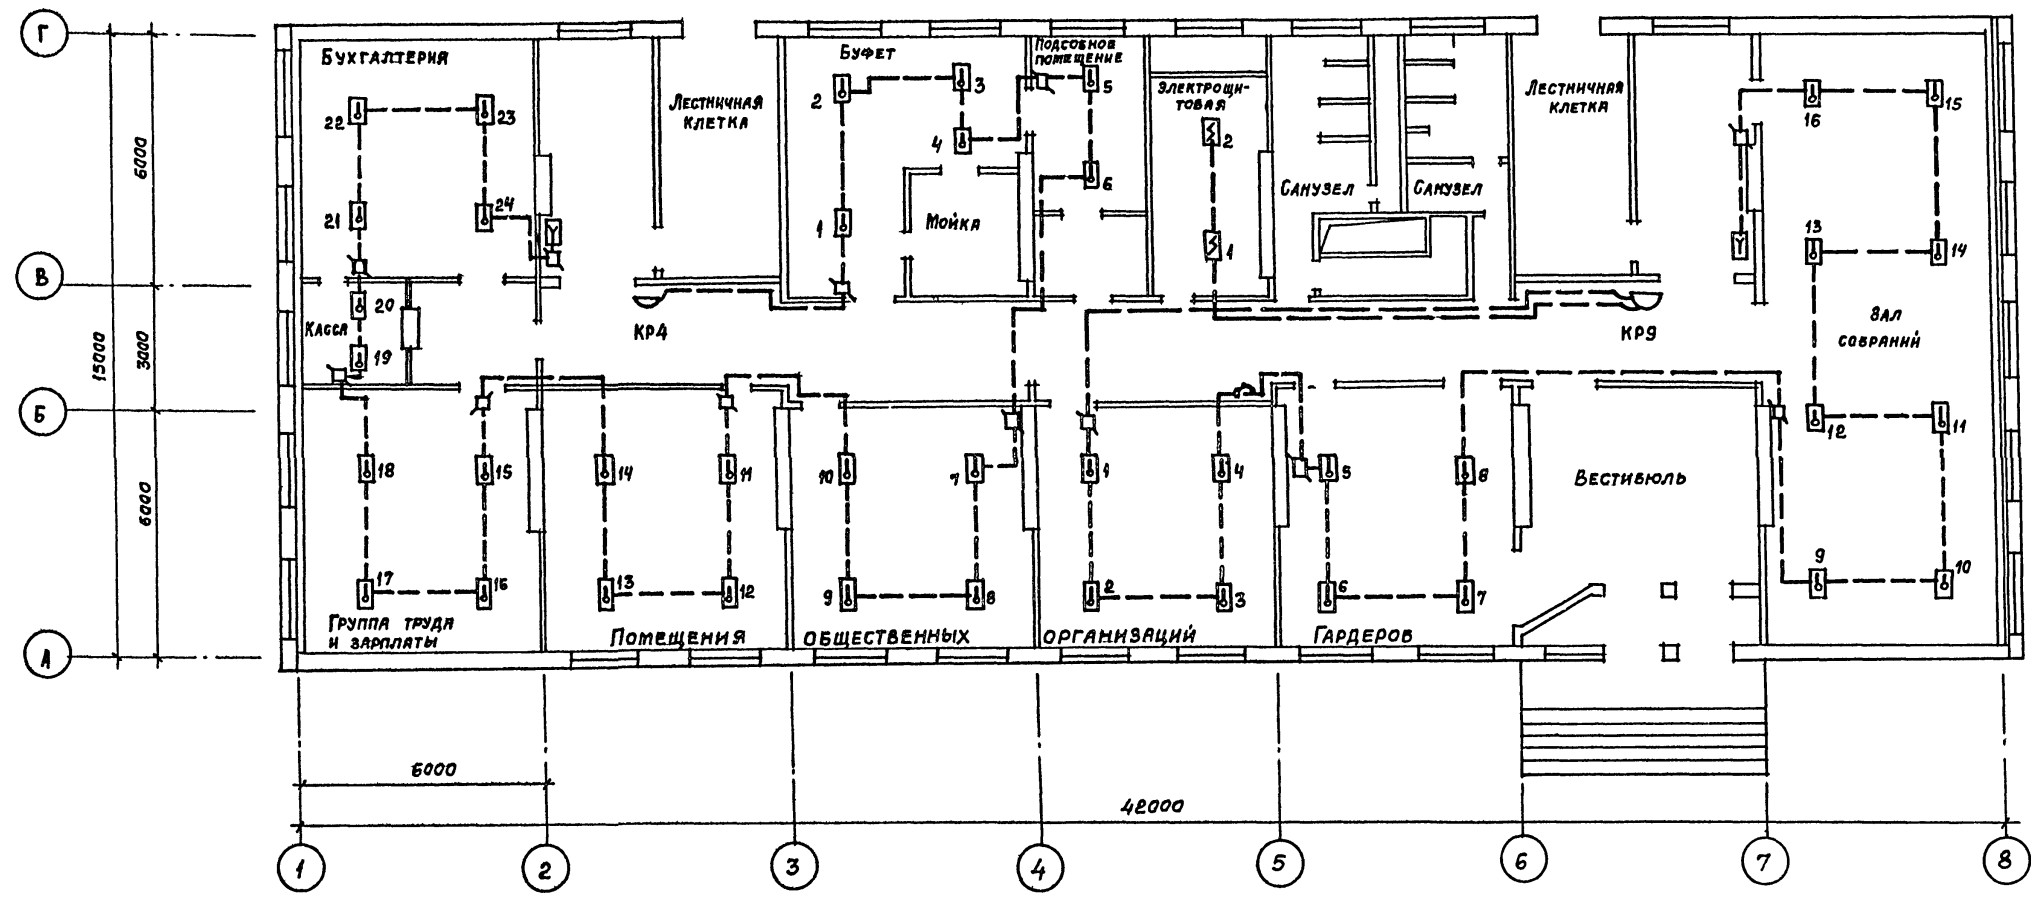 Г
Бухгалтерия
Буфет
Подсобное
помещение
Лестничная
клетка
Электрощи-
товая
Лестничная
клетка
22
23
2
3
5
4
2
16
15
6000
21
24
1
Мойка
6
1
Санузел
Санузел
13
14
В
20
Касса
19
КР4
КР9
Зал
собраний
15000
3000
Б
18
15
14
11
10
7
1
4
5
8
Вестибюль
12
11
6000
17
16
13
12
9
8
2
3
6
7
9
10
Группа труда
и зарплаты
Помещения общественных организаций
Гардероб
А
6000
42000
1
2
3
4
5
6
7
8